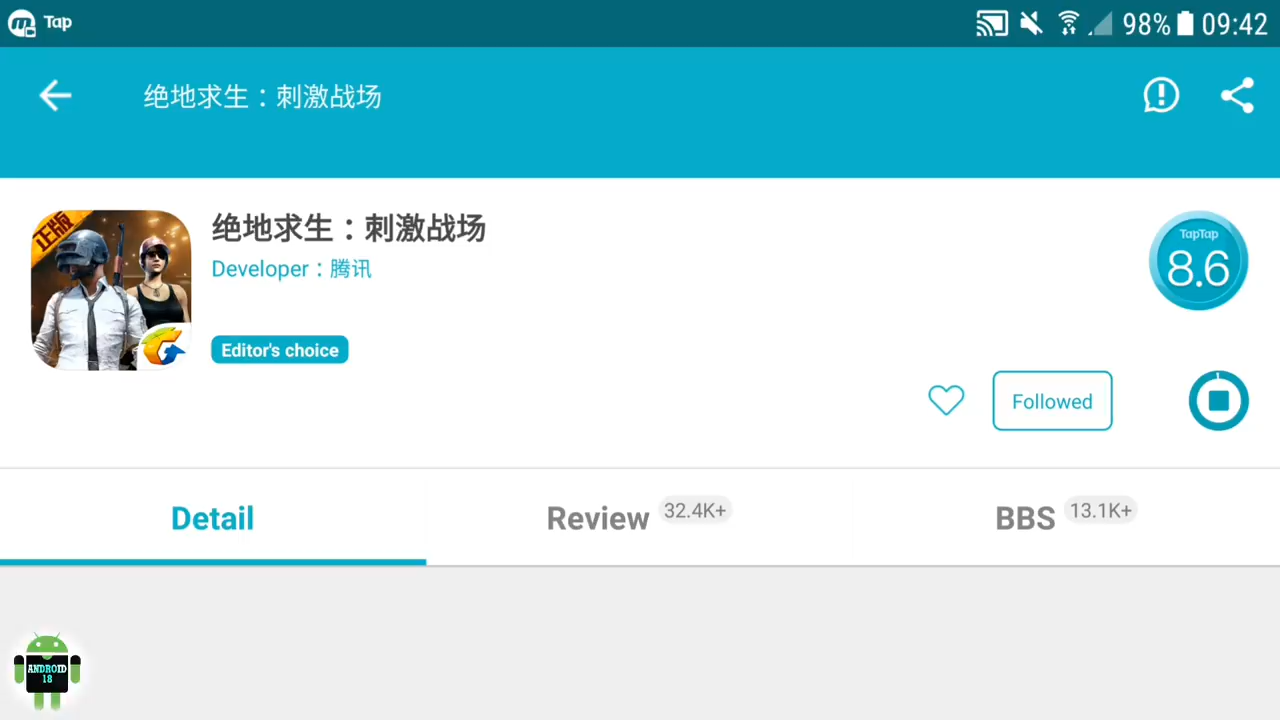 Tap
98% 09:42
绝地求生：刺激战场
正版
绝地求生：刺激战场
Developer：腾讯
Editor's choice
TapTap
8.6
Followed
Detail
Review 32.4K+
BBS 13.1K+
ANDROID
18